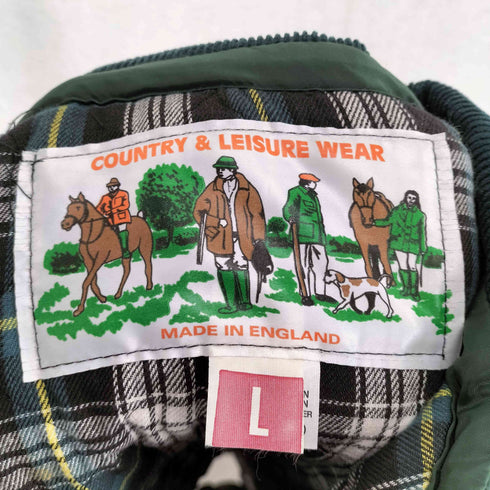 COUNTRY & LEISURE WEAR
MADE IN ENGLAND
L